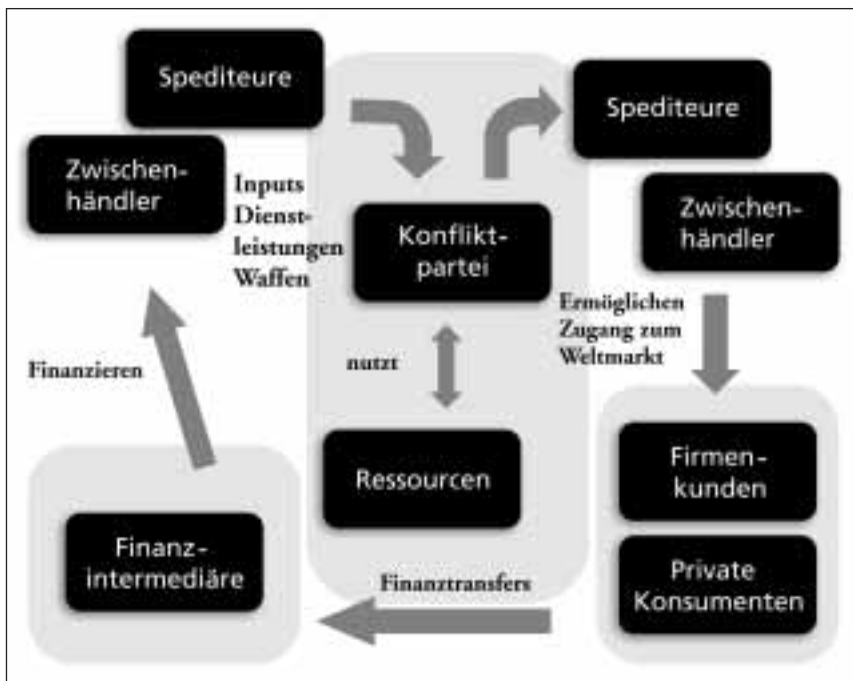 Spediteure
Zwischen-
händler
Inputs
Dienst-
leistungen
Waffen
Konflikt-
partei
Spediteure
Zwischen-
händler
Ermöglichen
Zugang zum
Weltmarkt
Finanzieren
nutzt
Ressourcen
Firmen-
kunden
Private
Konsumenten
Finanztransfers
Finanz-
intermediäre